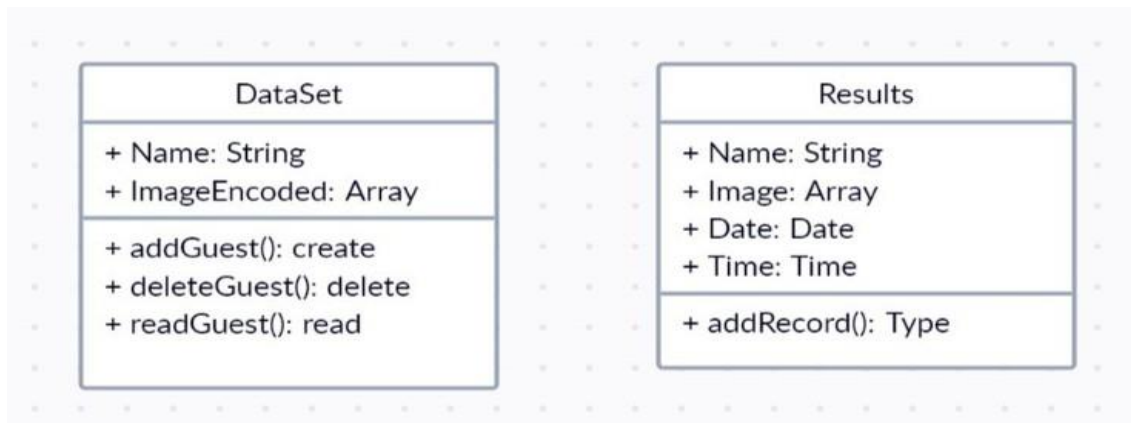 DataSet
+ Name: String
+ ImageEncoded: Array
+ addGuest(): create
+ deleteGuest(): delete
+ readGuest(): read
Results
+ Name: String
+ Image: Array
+ Date: Date
+ Time: Time
+ addRecord(): Type